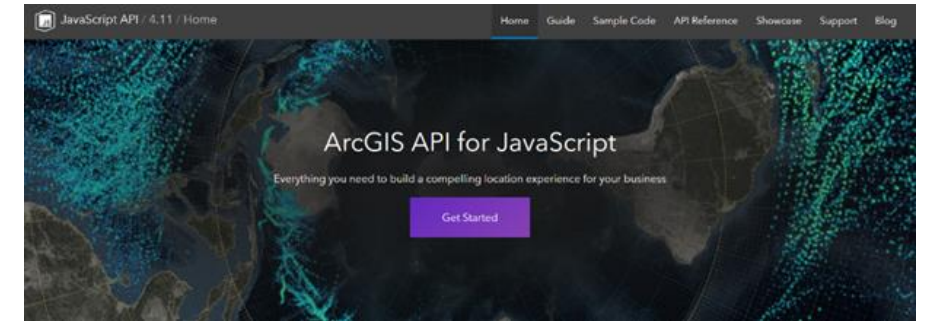 JavaScript API / 4.11 / Home
Home Guide Sample Code API Reference Showcase Support Blog
ArcGIS API for JavaScript
Everything you need to build a compelling location experience for your business
Get Started